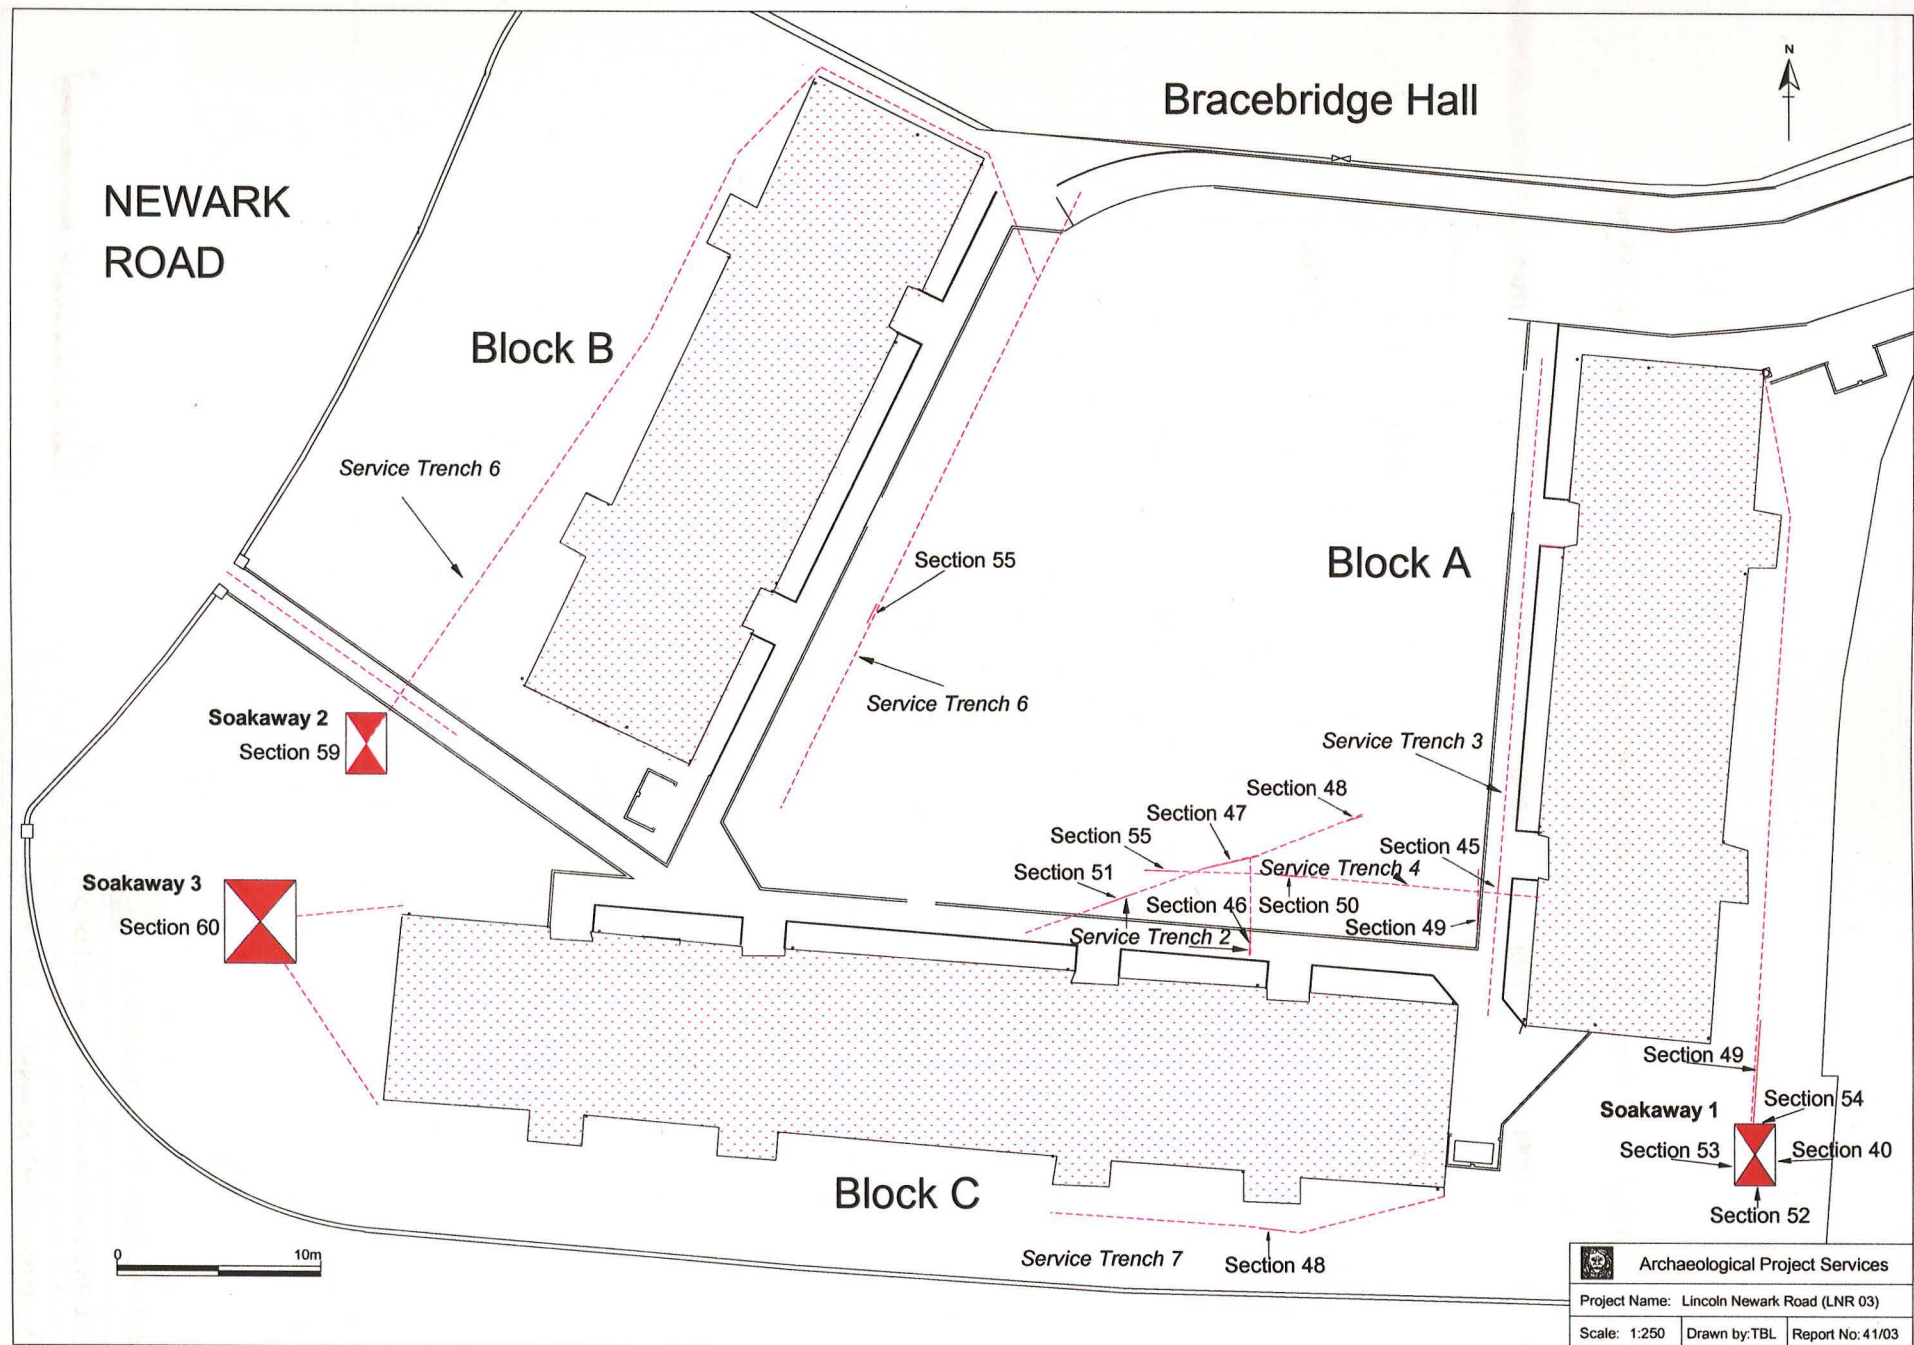 N
Bracebridge Hall
NEWARK
ROAD
Block B
Service Trench 6
Section 55
Block A
Service Trench 6
Soakaway 2
Section 59
Service Trench 3
Section 48
Section 47
Section 55
Section 45
Service Trench 4
Section 51
Section 46
Section 50
Section 49
Service Trench 2
Soakaway 3
Section 60
Section 49
Soakaway 1
Section 54
Section 53
Section 40
Section 52
Block C
Service Trench 7
Section 48
0
10m
Archaeological Project Services
Project Name: Lincoln Newark Road (LNR 03)
Scale: 1:250
Drawn by:TBL
Report No: 41/03